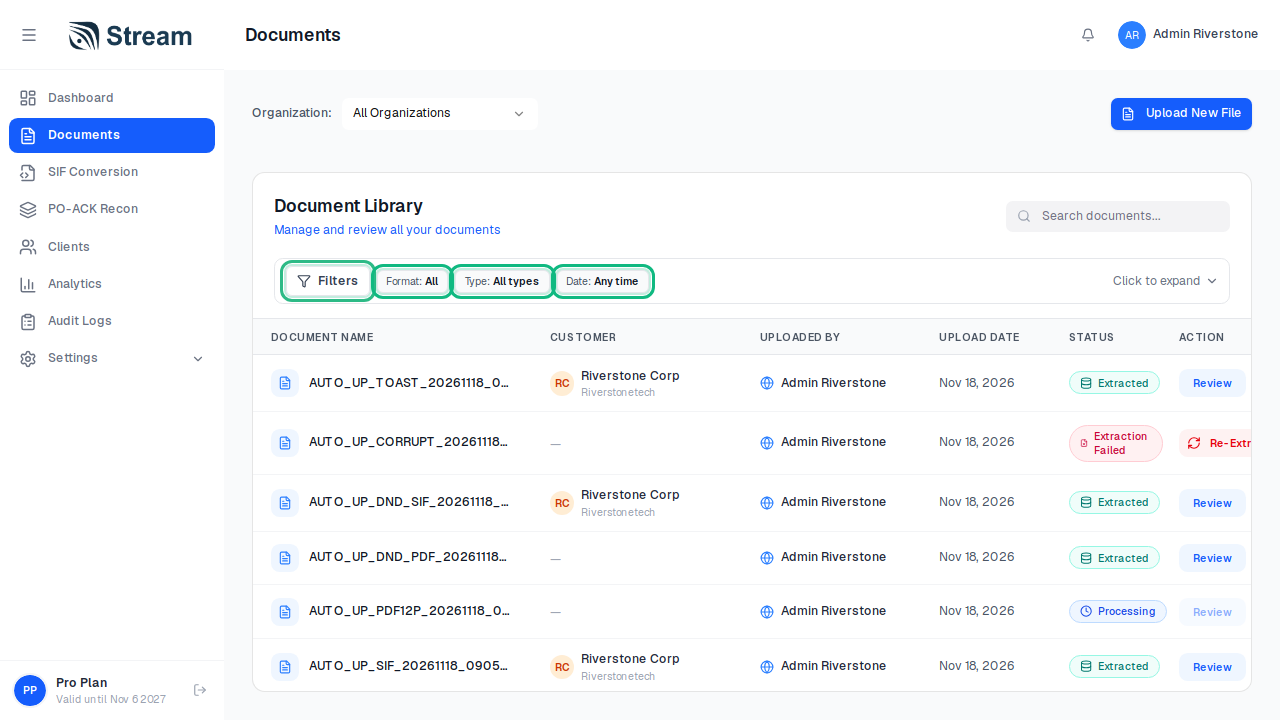 Stream
Documents
AR
Admin Riverstone
Dashboard
Documents
SIF Conversion
PO-ACK Recon
Clients
Analytics
Audit Logs
Settings
PP
Pro Plan
Valid until Nov 6 2027
Organization:
All Organizations
Upload New File
Document Library
Manage and review all your documents
Search documents...
Filters
Format: All
Type: All types
Date: Any time
Click to expand
DOCUMENT NAME
CUSTOMER
UPLOADED BY
UPLOAD DATE
STATUS
ACTION
AUTO_UP_TOAST_20261118_0...
RC
Riverstone Corp
Riverstonetech
Admin Riverstone
Nov 18, 2026
Extracted
Review
AUTO_UP_CORRUPT_20261118...
—
Admin Riverstone
Nov 18, 2026
Extraction
Failed
Re-Extr
AUTO_UP_DND_SIF_20261118_...
RC
Riverstone Corp
Riverstonetech
Admin Riverstone
Nov 18, 2026
Extracted
Review
AUTO_UP_DND_PDF_20261118...
—
Admin Riverstone
Nov 18, 2026
Extracted
Review
AUTO_UP_PDF12P_20261118_0...
—
Admin Riverstone
Nov 18, 2026
Processing
Review
AUTO_UP_SIF_20261118_0905...
RC
Riverstone Corp
Riverstonetech
Admin Riverstone
Nov 18, 2026
Extracted
Review